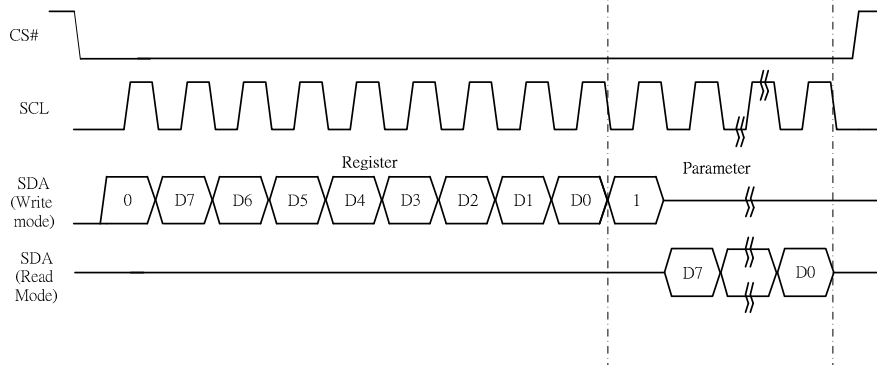 CS#
SCL
Register
Parameter
SDA
(Write
mode)
0 D7 D6 D5 D4 D3 D2 D1 D0 1
SDA
(Read
Mode)
D7 D0